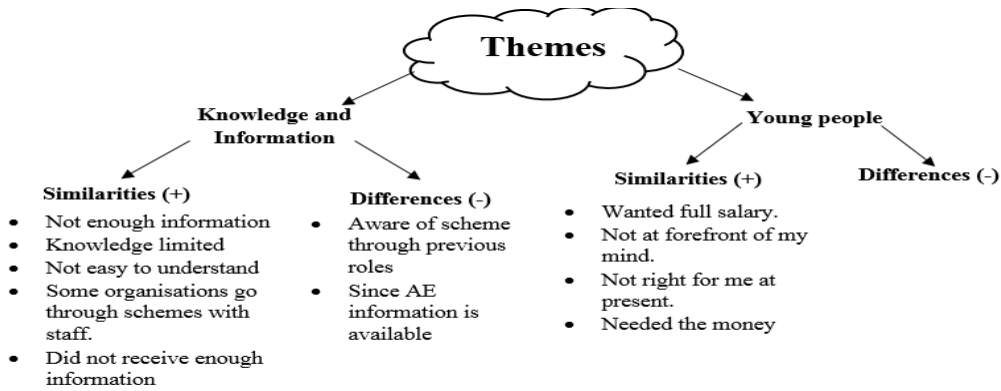 Themes
Knowledge and
Information
Similarities (+)
• Not enough information
• Knowledge limited
• Not easy to understand
• Some organisations go
through schemes with
staff.
• Did not receive enough
information
Differences (-)
• Aware of scheme
through previous
roles
• Since AE
information is
available
Young people
Similarities (+)
• Wanted full salary.
• Not at forefront of my
mind.
• Not right for me at
present.
• Needed the money
Differences (-)